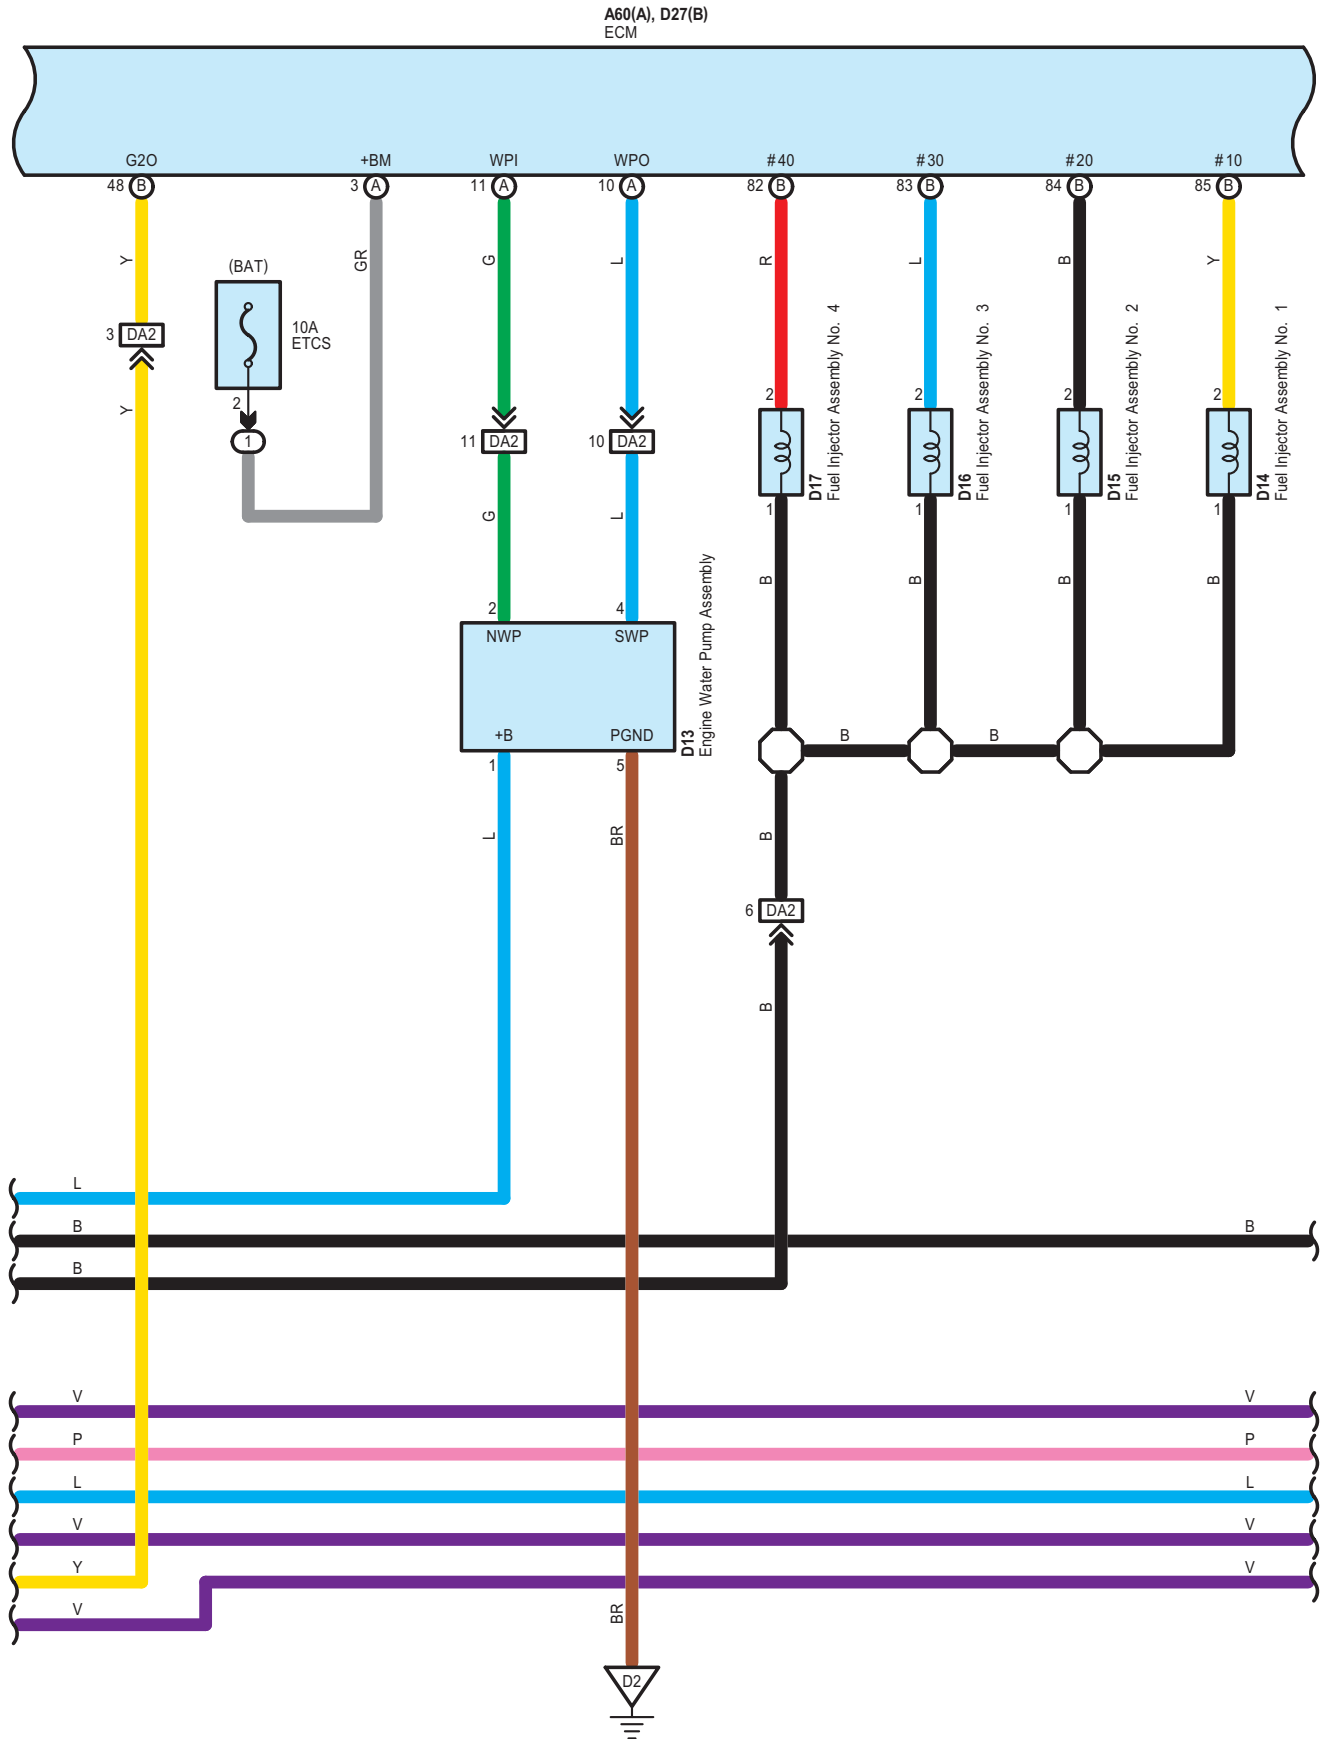 A60(A), D27(B)
ECM
G2O +BM WPI WPO #40 #30 #20 #10
48 B 3 A 11 A 10 A 82 B 83 B 84 B 85 B
Y GR G L R L B Y
(BAT)
10A
ETCS
3 DA2
2
1
Y
11 DA2
10 DA2
2 2 2 2
D17
Fuel Injector Assembly No. 4
D16
Fuel Injector Assembly No. 3
D15
Fuel Injector Assembly No. 2
D14
Fuel Injector Assembly No. 1
1 1 1 1
G L
B B B B
2 4
NWP SWP
+B PGND
D13
Engine Water Pump Assembly
1 5
B B
L BR B
6 DA2
B
L
B B
B
V V
P P
L L
V V
Y V
V
BR
D2